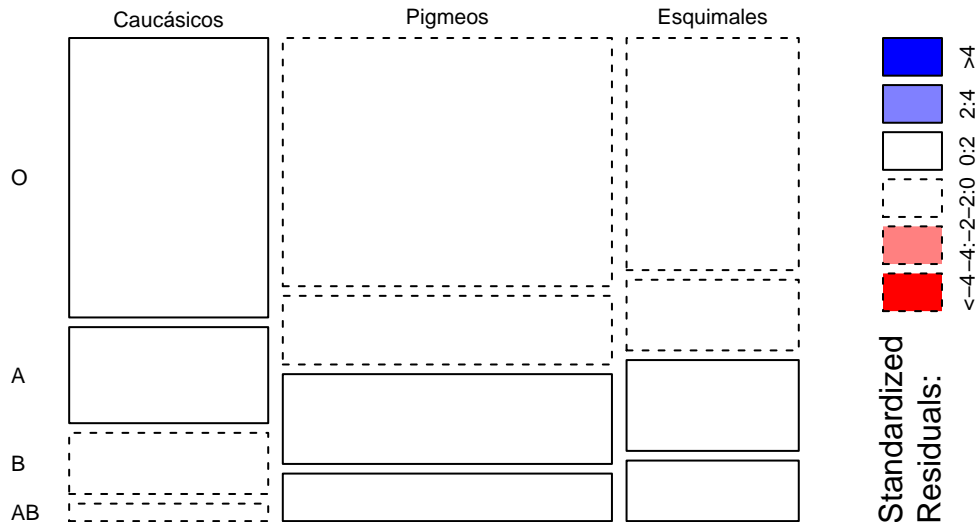 Caucásicos Pigmeos Esquimales
O
A
B
AB
Standardized
Residuals:
<−4 −4:−2 −2:0 0:2 2:4 >4